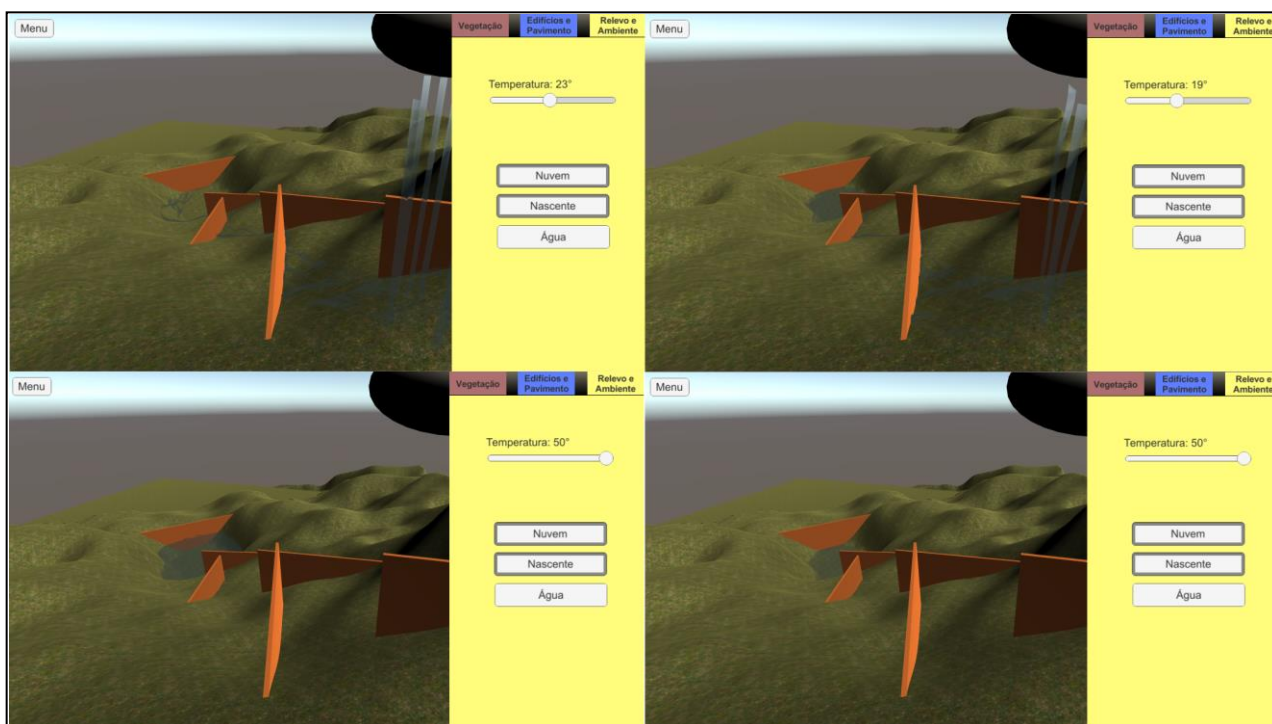 Menu
Vegetação
Edifícios e
Pavimento
Relevo e
Ambiente
Temperatura: 23°
Nuvem
Nascente
Água
Menu
Vegetação
Edifícios e
Pavimento
Relevo e
Ambiente
Temperatura: 19°
Nuvem
Nascente
Água
Menu
Vegetação
Edifícios e
Pavimento
Relevo e
Ambiente
Temperatura: 50°
Nuvem
Nascente
Água
Menu
Vegetação
Edifícios e
Pavimento
Relevo e
Ambiente
Temperatura: 50°
Nuvem
Nascente
Água